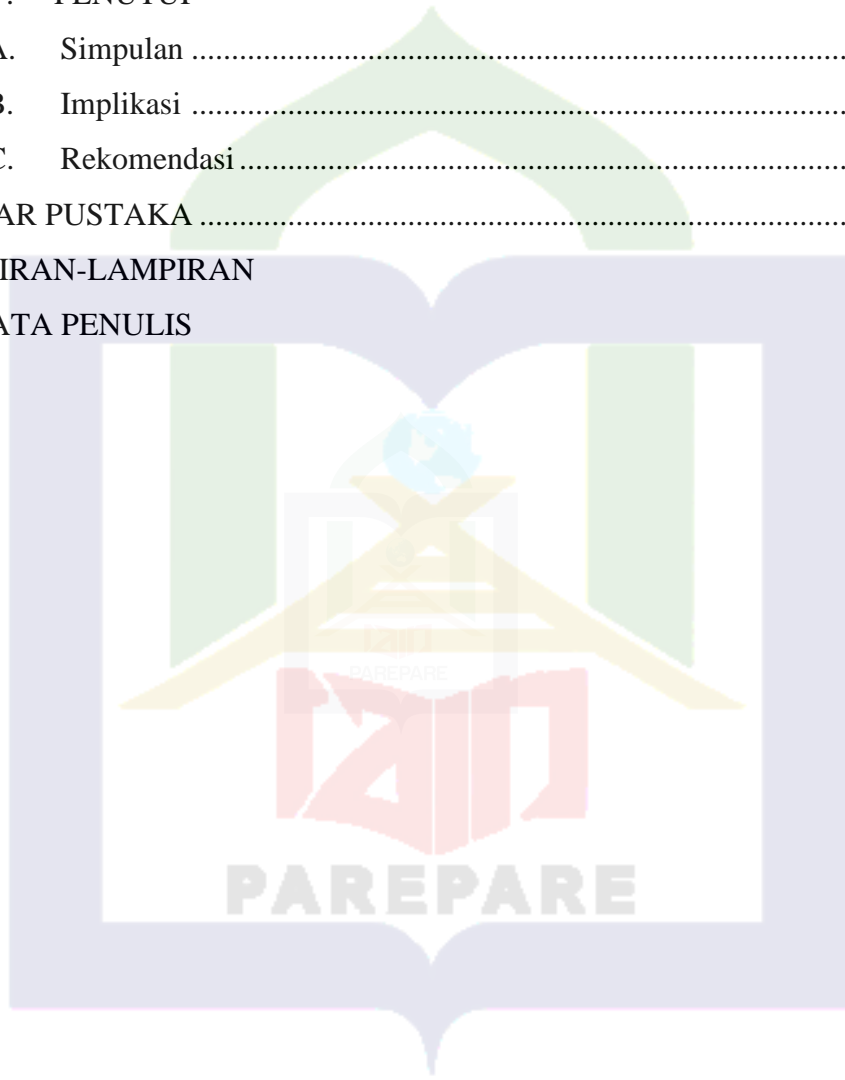 PENUTUP
A. Simpulan ........................................................................................
B. Implikasi ........................................................................................
C. Rekomendasi ..................................................................................
AR PUSTAKA ........................................................................................
IRAN-LAMPIRAN
ATA PENULIS
PAREPARE
PAREPARE